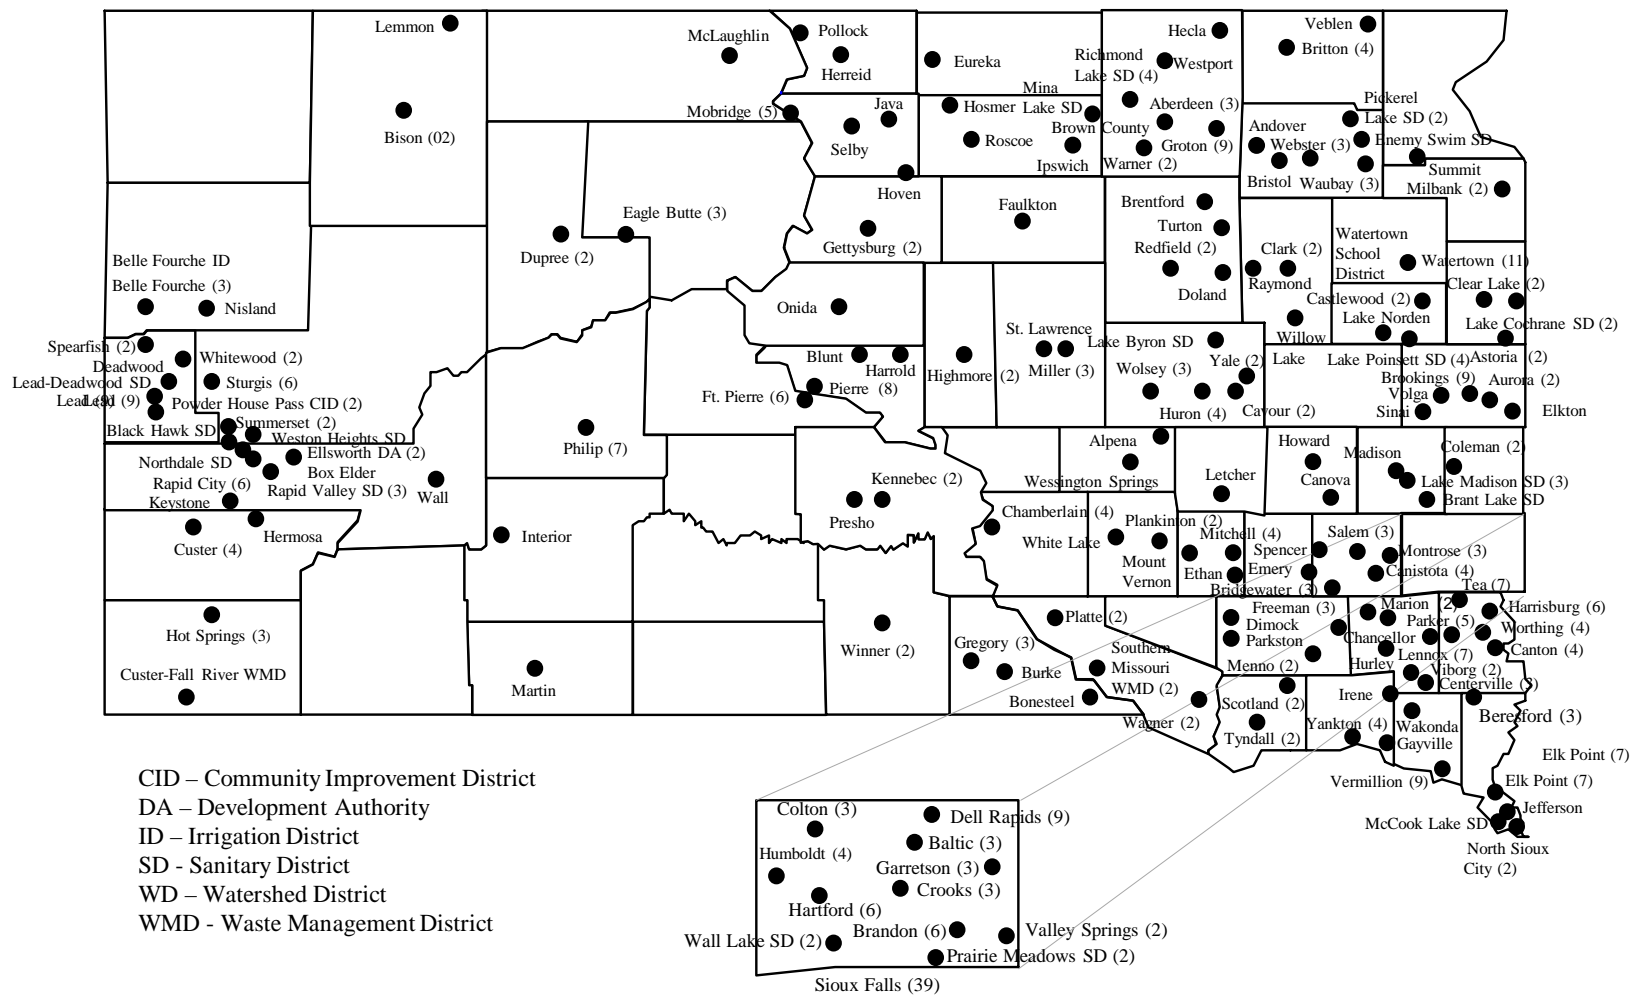 Lemmon
Bison (02)
McLaughlin
Pollock
Herreid
Eureka
Mobridge (5)
Java
Selby
Hosmer
Roscoe
Mina
Lake SD
Ipswich
Hoven
Richmond
Lake SD (4)
Hecla
Westport
Aberdeen (3)
Brown County
Groton (9)
Warner (2)
Veblen
Britton (4)
Pickerel
Lake SD (2)
Enemy Swim SD
Andover
Webster (3)
Bristol
Waubay (3)
Summit
Milbank (2)
Eagle Butte (3)
Dupree (2)
Gettysburg (2)
Faulkton
Brentford
Turton
Redfield (2)
Doland
Clark (2)
Raymond
Willow
Lake
Watertown
School
District
Watertown (11)
Clear Lake (2)
Castlewood (2)
Lake Norden
Lake Cochrane SD (2)
Belle Fourche ID
Belle Fourche (3)
Nisland
Onida
Spearfish (2)
Deadwood
Lead-Deadwood SD
Lead (9)
Lead (9)
Whitewood (2)
Sturgis (6)
Powder House Pass CID (2)
Summerset (2)
Black Hawk SD
Weston Heights SD
Ellsworth DA (2)
Northdale SD
Box Elder
Rapid City (6)
Rapid Valley SD (3)
Keystone
Wall
Philip (7)
Blunt
Harrold
Pierre (8)
Ft. Pierre (6)
Highmore (2)
St. Lawrence
Miller (3)
Lake Byron SD
Yale (2)
Wolsey (3)
Huron (4)
Cavour (2)
Lake Poinsett SD (4)
Astoria (2)
Brookings (9)
Aurora (2)
Volga
Sinai
Elkton
Alpena
Wessington Springs
Letcher
Howard
Canova
Madison
Coleman (2)
Lake Madison SD (3)
Brant Lake SD
Kennebec (2)
Presho
Custer (4)
Hermosa
Interior
Chamberlain (4)
White Lake
Plankinton (2)
Mount
Vernon
Mitchell (4)
Ethan
Spencer
Emery
Bridgewater (3)
Salem (3)
Montrose (3)
Canistota (4)
Tea (7)
Hot Springs (3)
Custer-Fall River WMD
Martin
Winner (2)
Gregory (3)
Burke
Bonesteel
Platte (2)
Southern
Missouri
WMD (2)
Wagner (2)
Freeman (3)
Dimock
Parkston
Menno (2)
Marion (2)
Parker (5)
Chancellor
Hurley
Lennox (7)
Viborg (2)
Centerville (3)
Harrisburg (6)
Worthing (4)
Canton (4)
Scotland (2)
Tyndall (2)
Irene
Yankton (4)
Wakonda
Gayville
Beresford (3)
Vermillion (9)
Elk Point (7)
Elk Point (7)
Jefferson
McCook Lake SD
North Sioux
City (2)
CID – Community Improvement District
DA – Development Authority
ID – Irrigation District
SD - Sanitary District
WD – Watershed District
WMD - Waste Management District
Colton (3)
Dell Rapids (9)
Baltic (3)
Humboldt (4)
Garretson (3)
Crooks (3)
Hartford (6)
Brandon (6)
Valley Springs (2)
Wall Lake SD (2)
Prairie Meadows SD (2)
Sioux Falls (39)